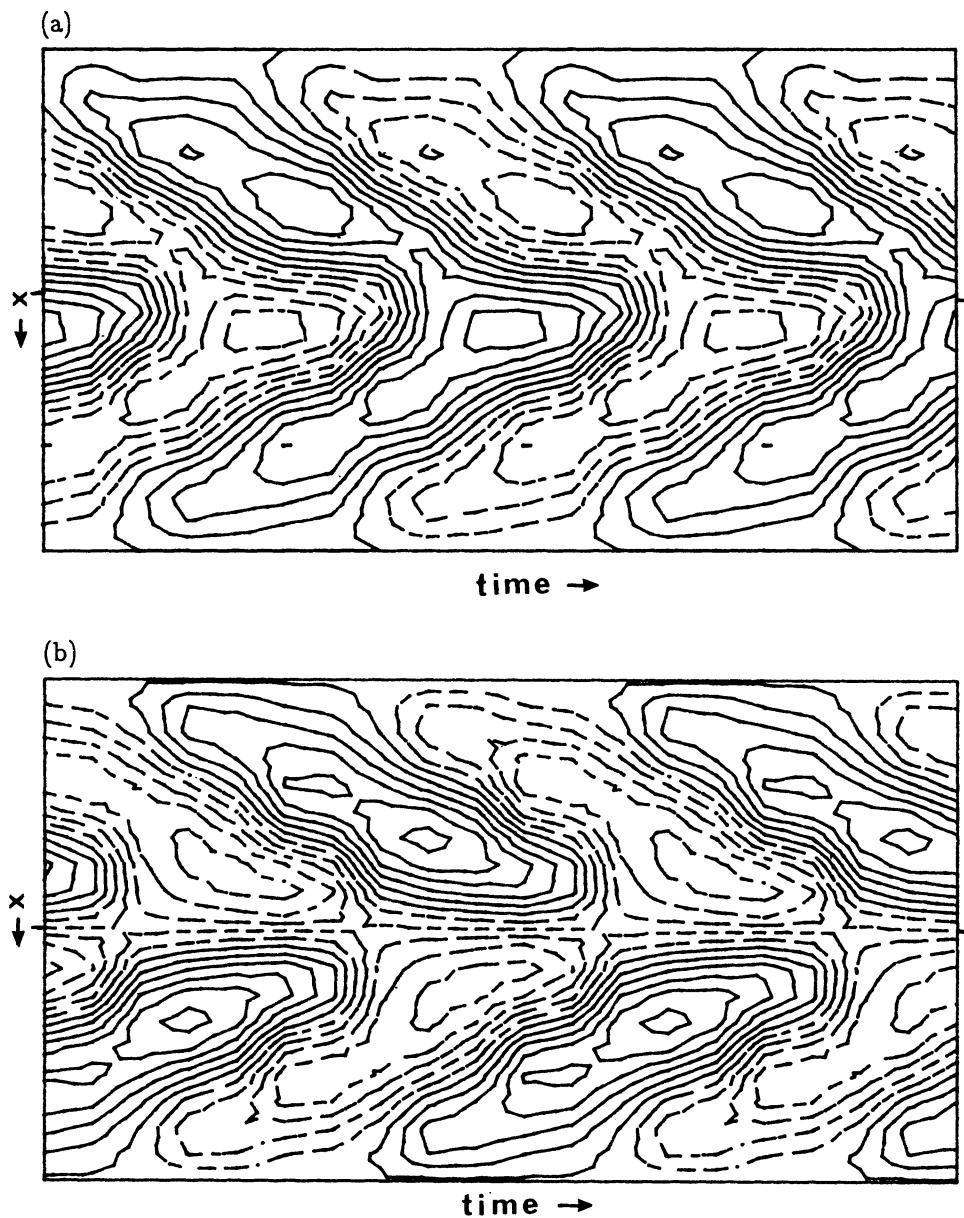 (a)
x →
time →
(b)
x →
time →